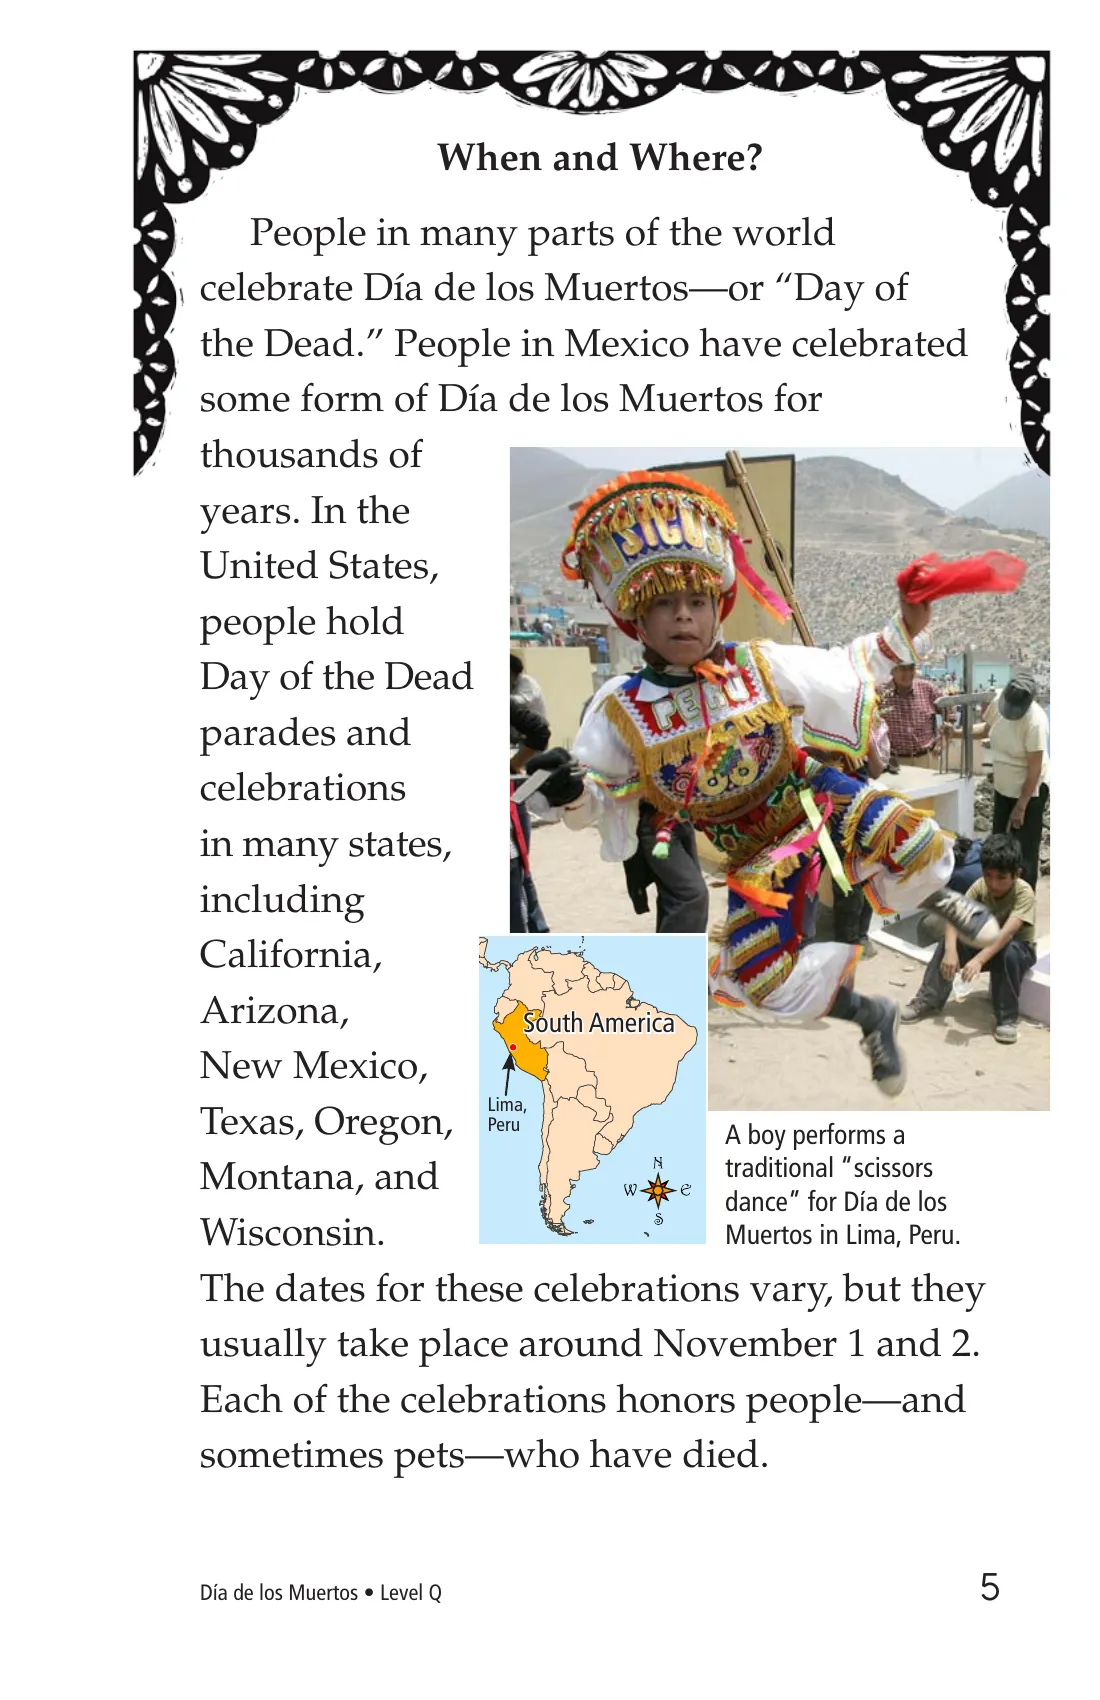 When and Where?
People in many parts of the world
celebrate Día de los Muertos—or “Day of
the Dead.” People in Mexico have celebrated
some form of Día de los Muertos for
thousands of
years. In the
United States,
people hold
Day of the Dead
parades and
celebrations
in many states,
including
California,
Arizona,
New Mexico,
Texas, Oregon,
Montana, and
Wisconsin.
The dates for these celebrations vary, but they
usually take place around November 1 and 2.
Each of the celebrations honors people—and
sometimes pets—who have died.
PERU
South America
Lima,
Peru
N
W E
S
A boy performs a
traditional “scissors
dance” for Día de los
Muertos in Lima, Peru.
Día de los Muertos • Level Q
5